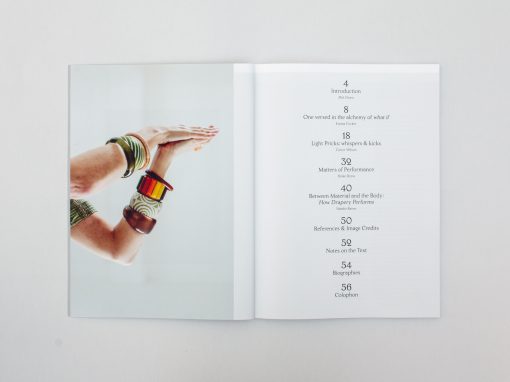 4
Introduction
8
One versed in the alchemy of what if
18
Light Pricks: whispers & kicks.
32
Matters of Performance
40
Between Material and the Body:
How Drapery Performs
50
References & Image Credits
52
Notes on the Text
54
Biographies
56
Colophon